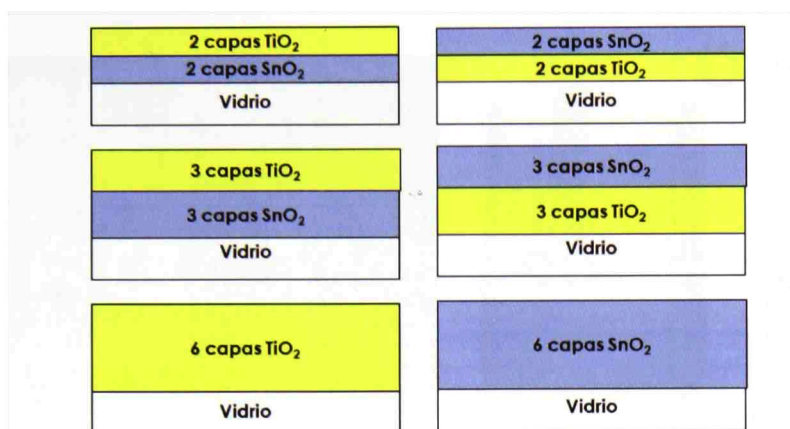 2 capas TiO₂
2 capas SnO₂
Vidrio
2 capas SnO₂
2 capas TiO₂
Vidrio
3 capas TiO₂
3 capas SnO₂
Vidrio
3 capas SnO₂
3 capas TiO₂
Vidrio
6 capas TiO₂
Vidrio
6 capas SnO₂
Vidrio